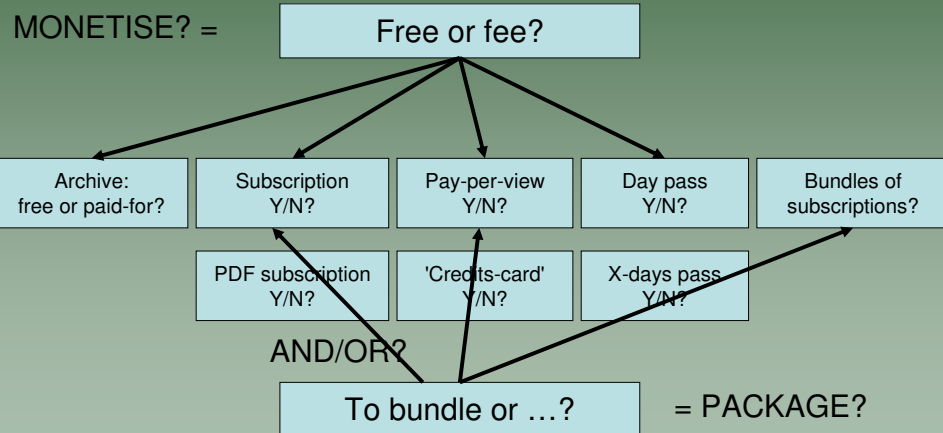 MONETISE? =
Free or fee?
Archive:
free or paid-for?
Subscription
Y/N?
Pay-per-view
Y/N?
Day pass
Y/N?
Bundles of
subscriptions?
PDF subscription
Y/N?
'Credits-card'
Y/N?
X-days pass
Y/N?
AND/OR?
To bundle or …?
= PACKAGE?